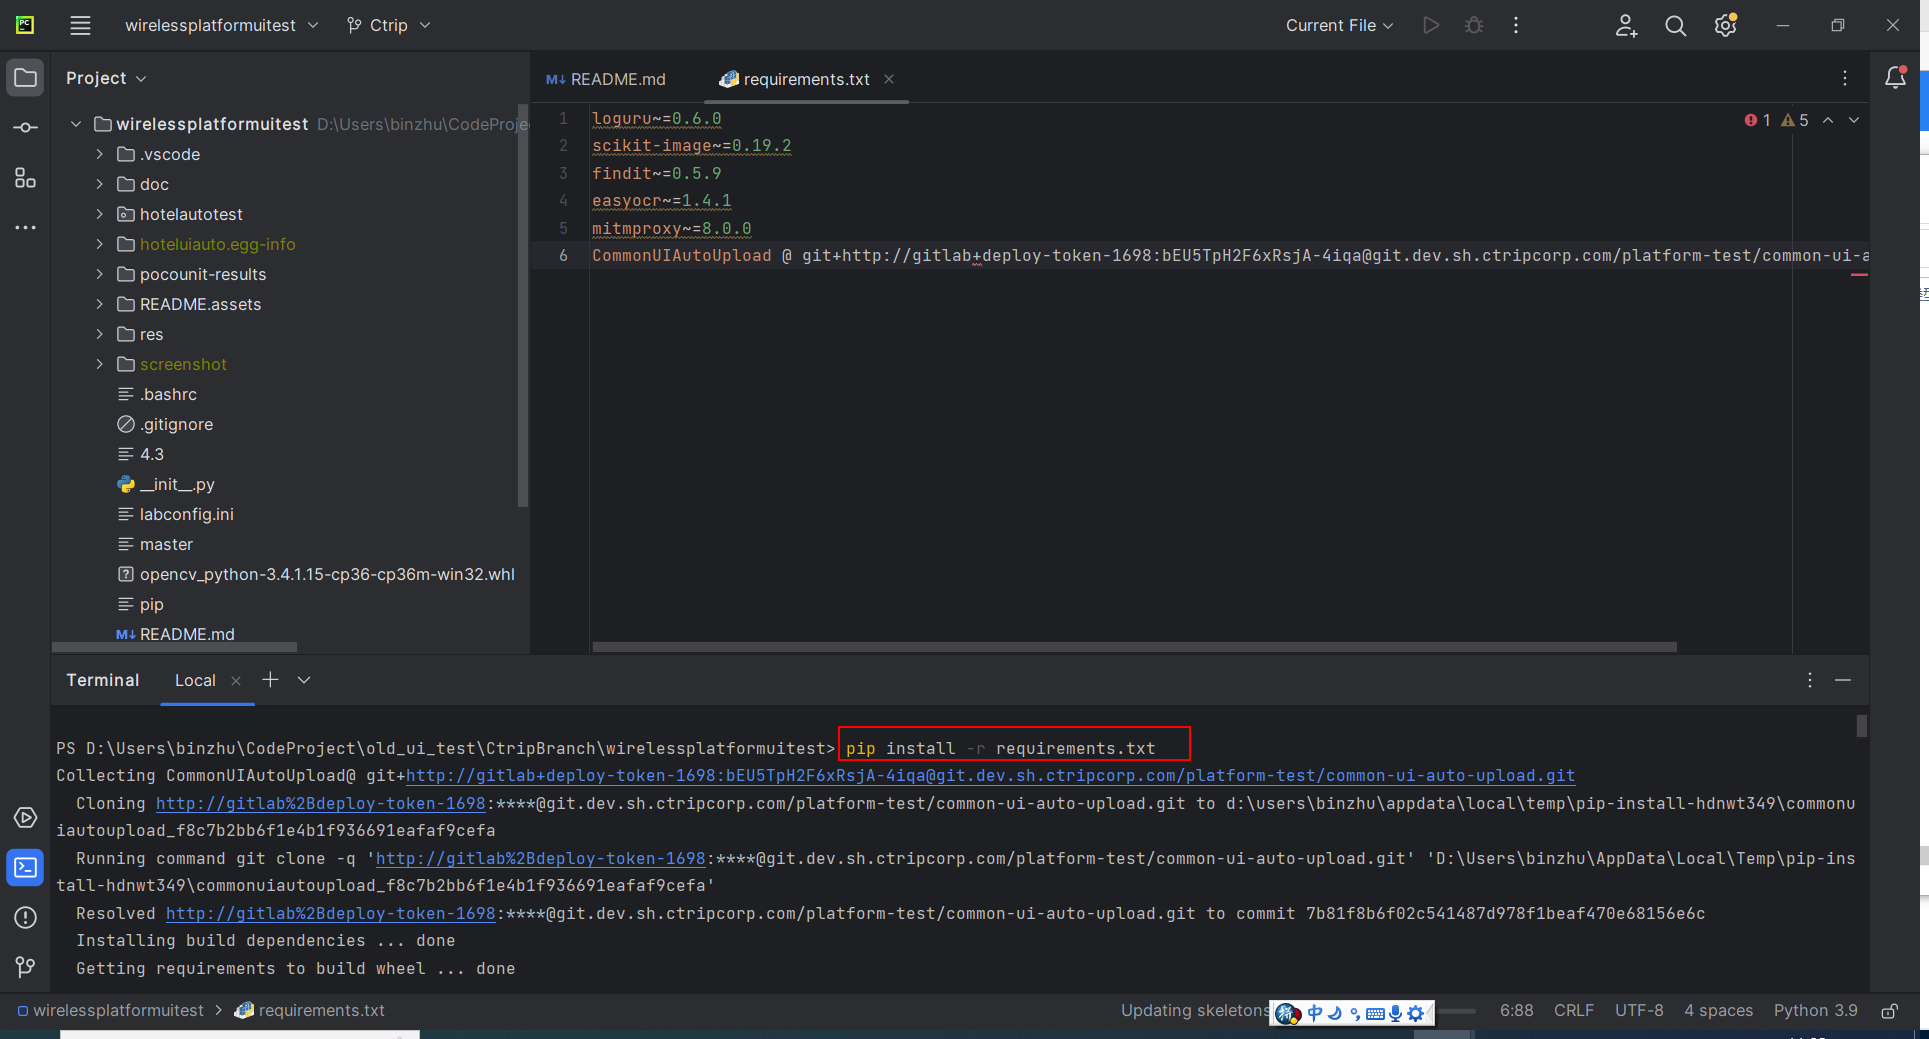 PC
wirelessplatformuitest
Ctrip
Current File
Project
wirelessplatformuitest D:\Users\binzhu\CodeProje
.vscode
doc
hotelautotest
hoteluiauto.egg-info
pocounit-results
README.assets
res
screenshot
.bashrc
.gitignore
4.3
__init__.py
labconfig.ini
master
opencv_python-3.4.1.15-cp36-cp36m-win32.whl
pip
M↓ README.md
M↓ README.md
requirements.txt
1 5
1 loguru~=0.6.0
2 scikit-image~=0.19.2
3 findit~=0.5.9
4 easyocr~=1.4.1
5 mitmproxy~=8.0.0
6 CommonUIAutoUpload @ git+http://gitlab+deploy-token-1698:bEU5TpH2F6xRsjA-4iqa@git.dev.sh.ctripcorp.com/platform-test/common-ui-a
Terminal Local
PS D:\Users\binzhu\CodeProject\old_ui_test\CtripBranch\wirelessplatformuitest> pip install -r requirements.txt
Collecting CommonUIAutoUpload@ git+http://gitlab+deploy-token-1698:bEU5TpH2F6xRsjA-4iqa@git.dev.sh.ctripcorp.com/platform-test/common-ui-auto-upload.git
Cloning http://gitlab%2Bdeploy-token-1698:****@git.dev.sh.ctripcorp.com/platform-test/common-ui-auto-upload.git to d:\users\binzhu\appdata\local\temp\pip-install-hdnwt349\commonu
iautoupload_f8c7b2bb6f1e4b1f936691eafaf9cefa
Running command git clone -q 'http://gitlab%2Bdeploy-token-1698:****@git.dev.sh.ctripcorp.com/platform-test/common-ui-auto-upload.git' 'D:\Users\binzhu\AppData\Local\Temp\pip-ins
tall-hdnwt349\commonuiautoupload_f8c7b2bb6f1e4b1f936691eafaf9cefa'
Resolved http://gitlab%2Bdeploy-token-1698:****@git.dev.sh.ctripcorp.com/platform-test/common-ui-auto-upload.git to commit 7b81f8b6f02c541487d978f1beaf470e68156e6c
Installing build dependencies ... done
Getting requirements to build wheel ... done
wirelessplatformuitest > requirements.txt
Updating skeletons
中
6:88 CRLF UTF-8 4 spaces Python 3.9